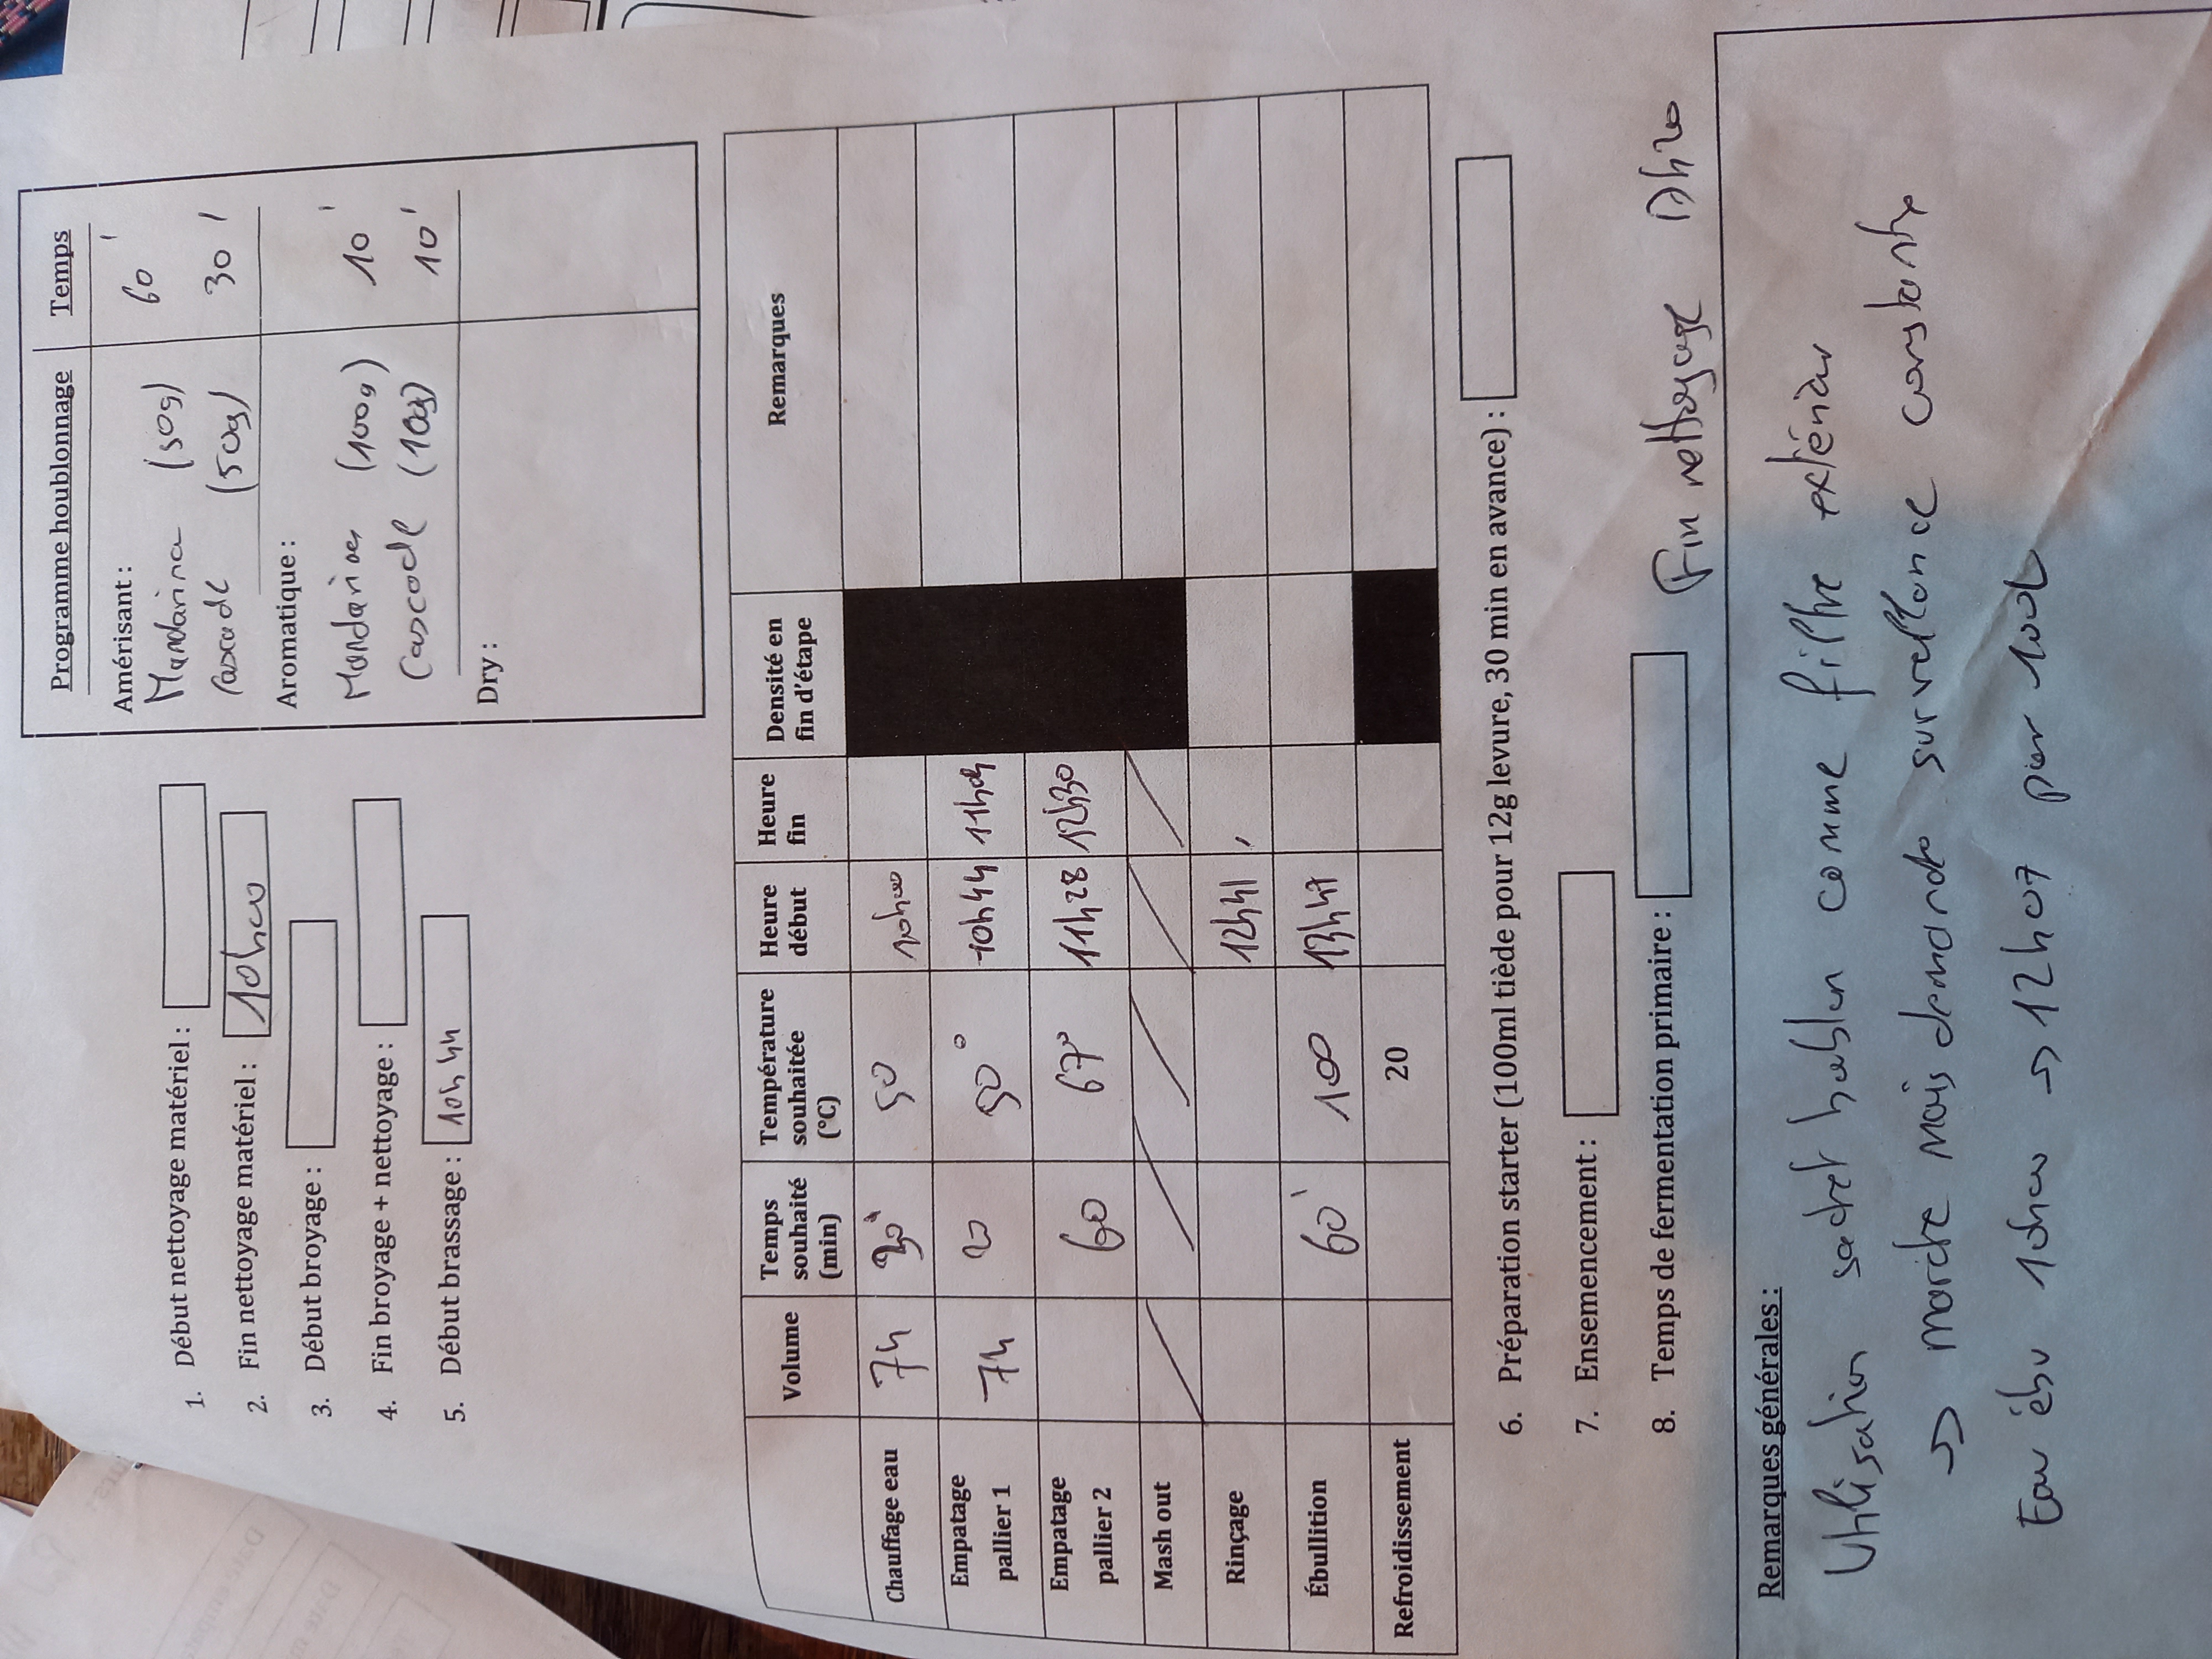 Programme houblonnage Temps
Amérisant :
Mandarina (50g) 60'
Cascade (50g) 30'
Aromatique :
Mandarina (100g) 10'
Cascade (10g) 10'
Dry :
1. Début nettoyage matériel :
2. Fin nettoyage matériel : 10h00
3. Début broyage :
4. Fin broyage + nettoyage :
5. Début brassage : 10h44
Volume Temps souhaité (min) Température souhaitée (°C) Heure début Heure fin Densité en fin d'étape Remarques
Chauffage eau 74 30' 50 10h00
Empatage pallier 1 74 20 50° 10h44 11h04
Empatage pallier 2 60 67° 11h28 12h30
Mash out
Rinçage 12h41
Ébullition 60' 100 13h47
Refroidissement 20
6. Préparation starter (100ml tiède pour 12g levure, 30 min en avance) :
7. Ensemencement :
8. Temps de fermentation primaire :
Fin nettoyage 17h20
Remarques générales :
Utilisation sachet houblon comme filtre extérieur
=> marche mais demande surveillance constante
Eau ébu 10h00 => 12h07 pour 100L